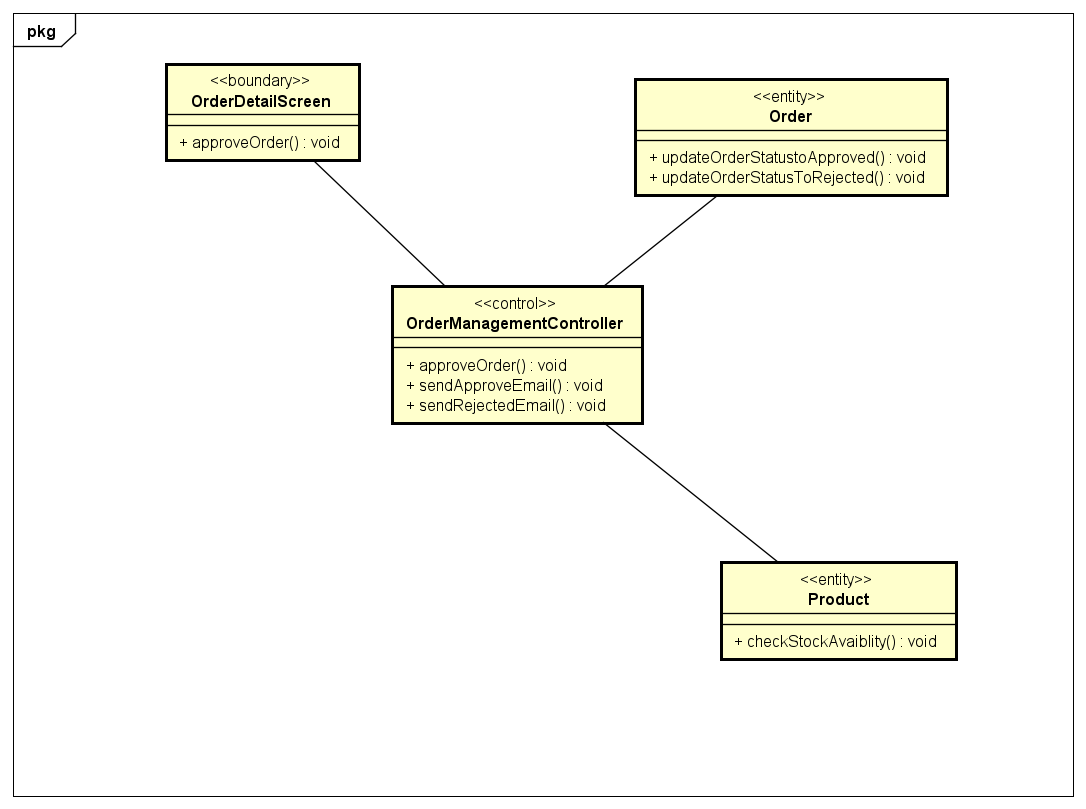 pkg
<<boundary>>
OrderDetailScreen
+ approveOrder() : void
<<entity>>
Order
+ updateOrderStatustoApproved() : void
+ updateOrderStatusToRejected() : void
<<control>>
OrderManagementController
+ approveOrder() : void
+ sendApproveEmail() : void
+ sendRejectedEmail() : void
<<entity>>
Product
+ checkStockAvaiblity() : void